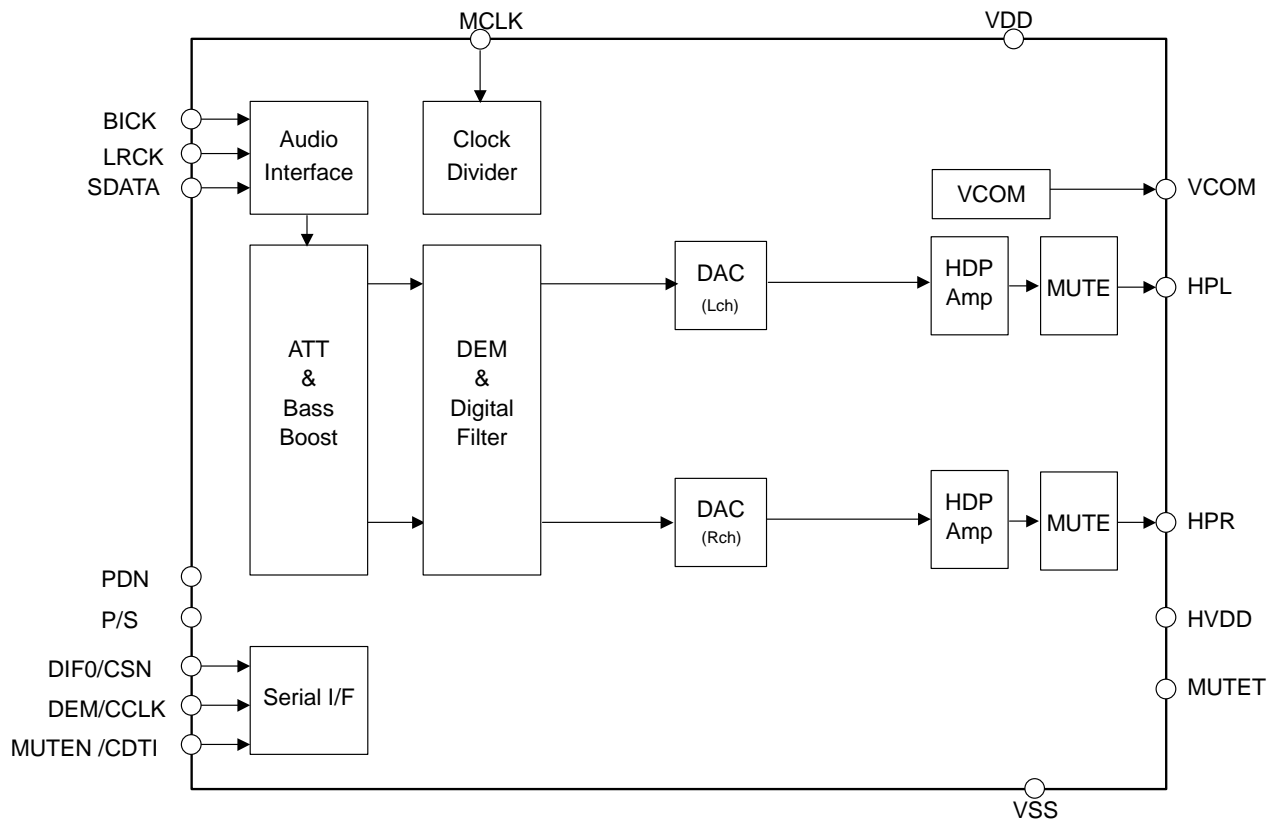 MCLK
VDD
BICK
LRCK
SDATA
Audio
Interface
Clock
Divider
VCOM
VCOM
ATT
&
Bass
Boost
DEM
&
Digital
Filter
DAC
(Lch)
HDP
Amp
MUTE
HPL
DAC
(Rch)
HDP
Amp
MUTE
HPR
PDN
P/S
DIF0/CSN
DEM/CCLK
MUTEN /CDTI
Serial I/F
HVDD
MUTET
VSS